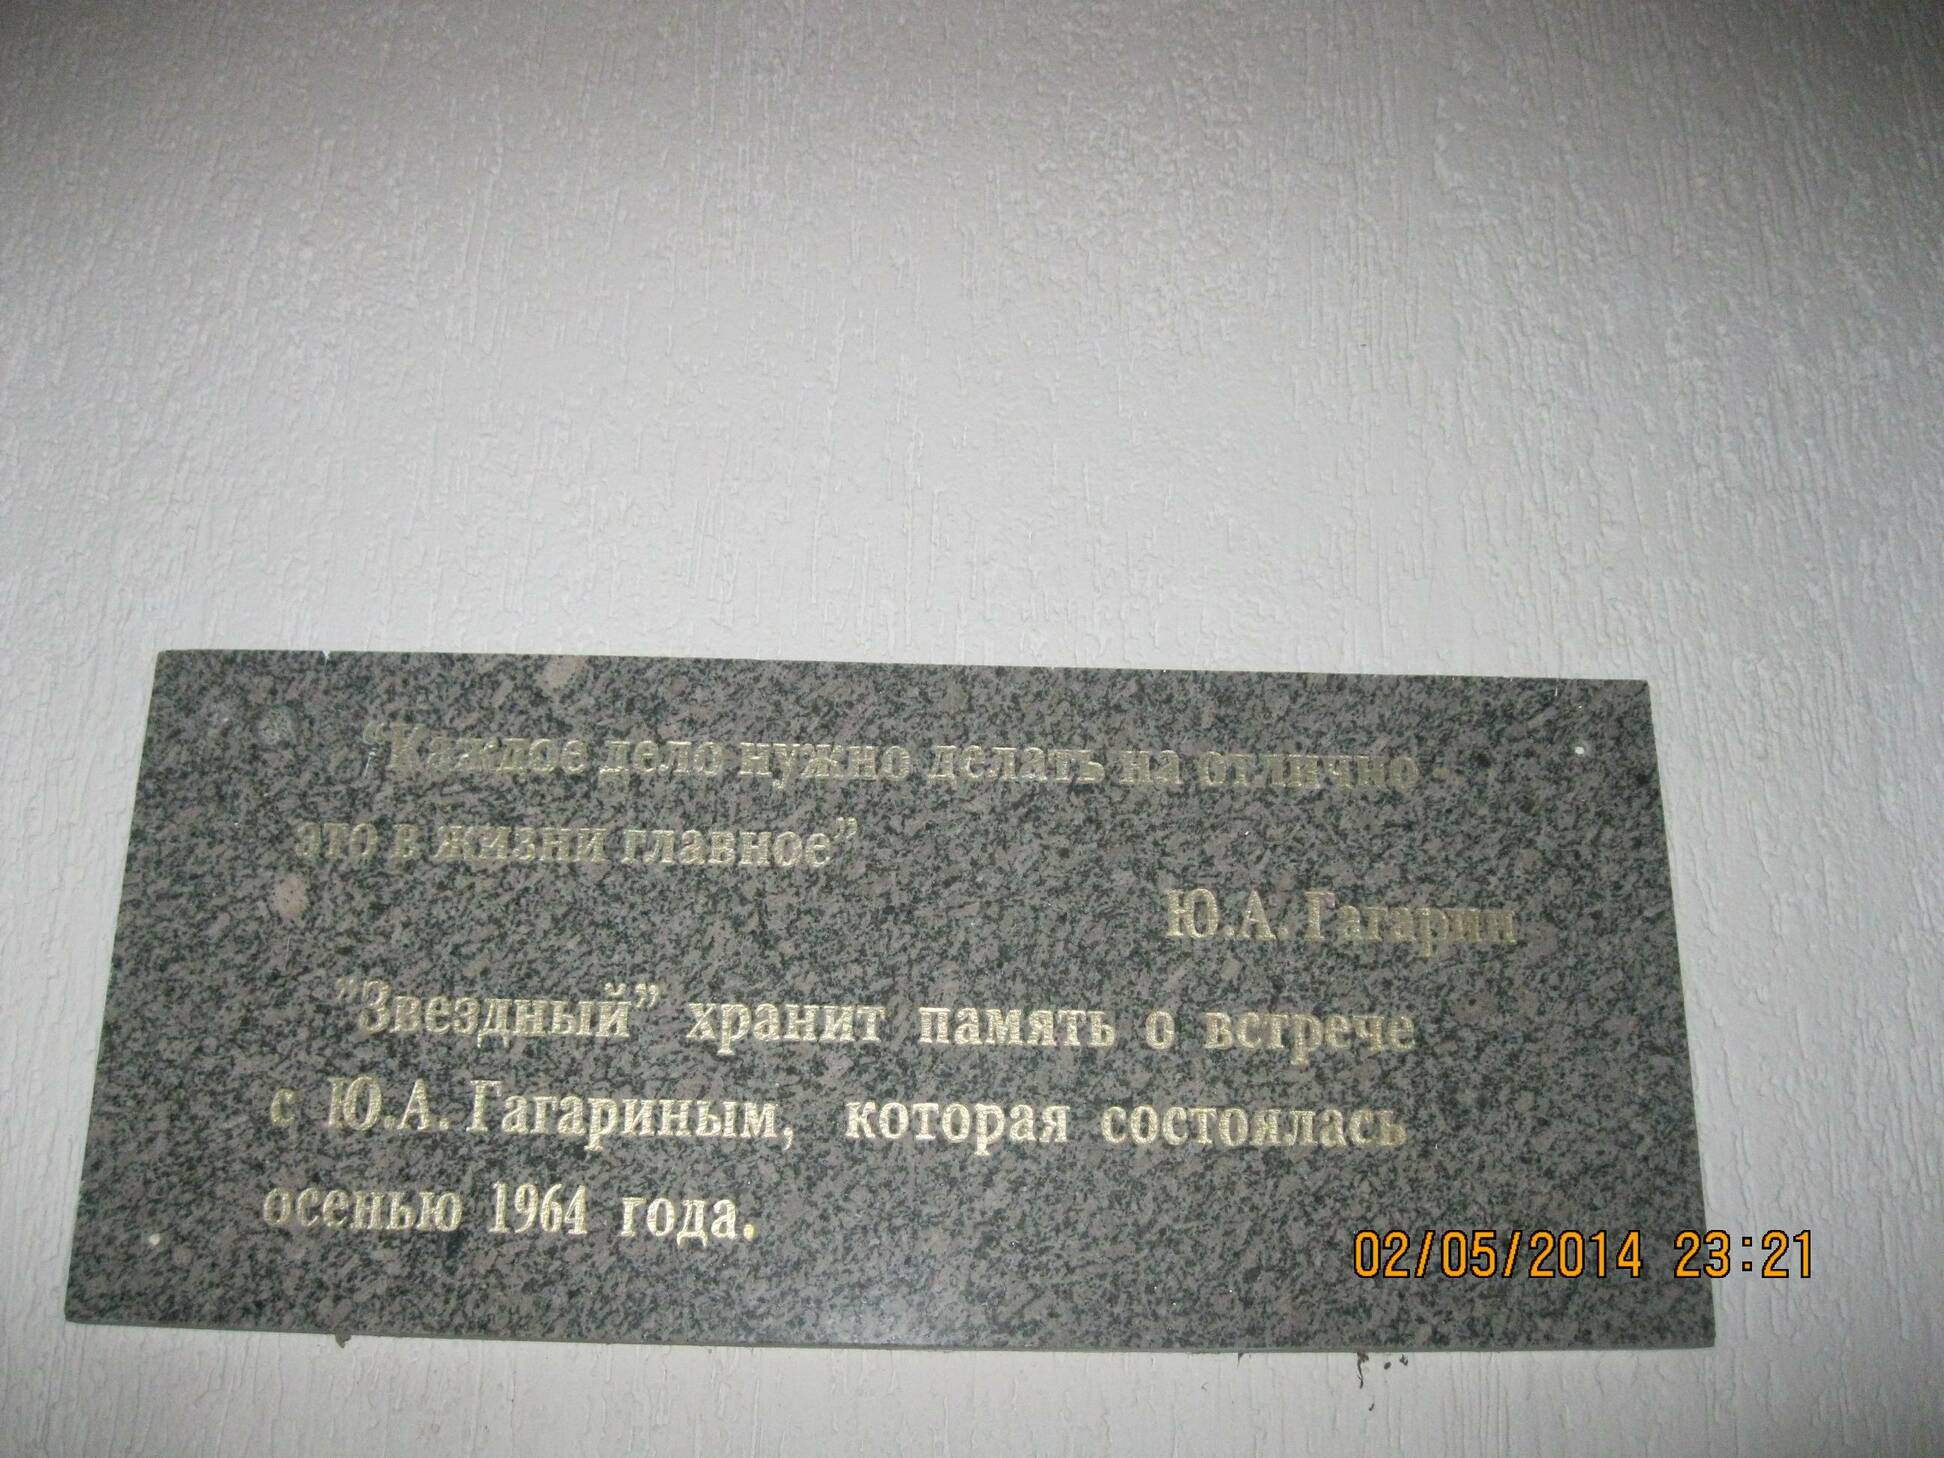 “Каждое дело нужно делать на отлично -
это в жизни главное”
Ю.А. Гагарин
”Звездный” хранит память о встрече
с Ю.А. Гагариным, которая состоялась
осенью 1964 года.
02/05/2014 23:21